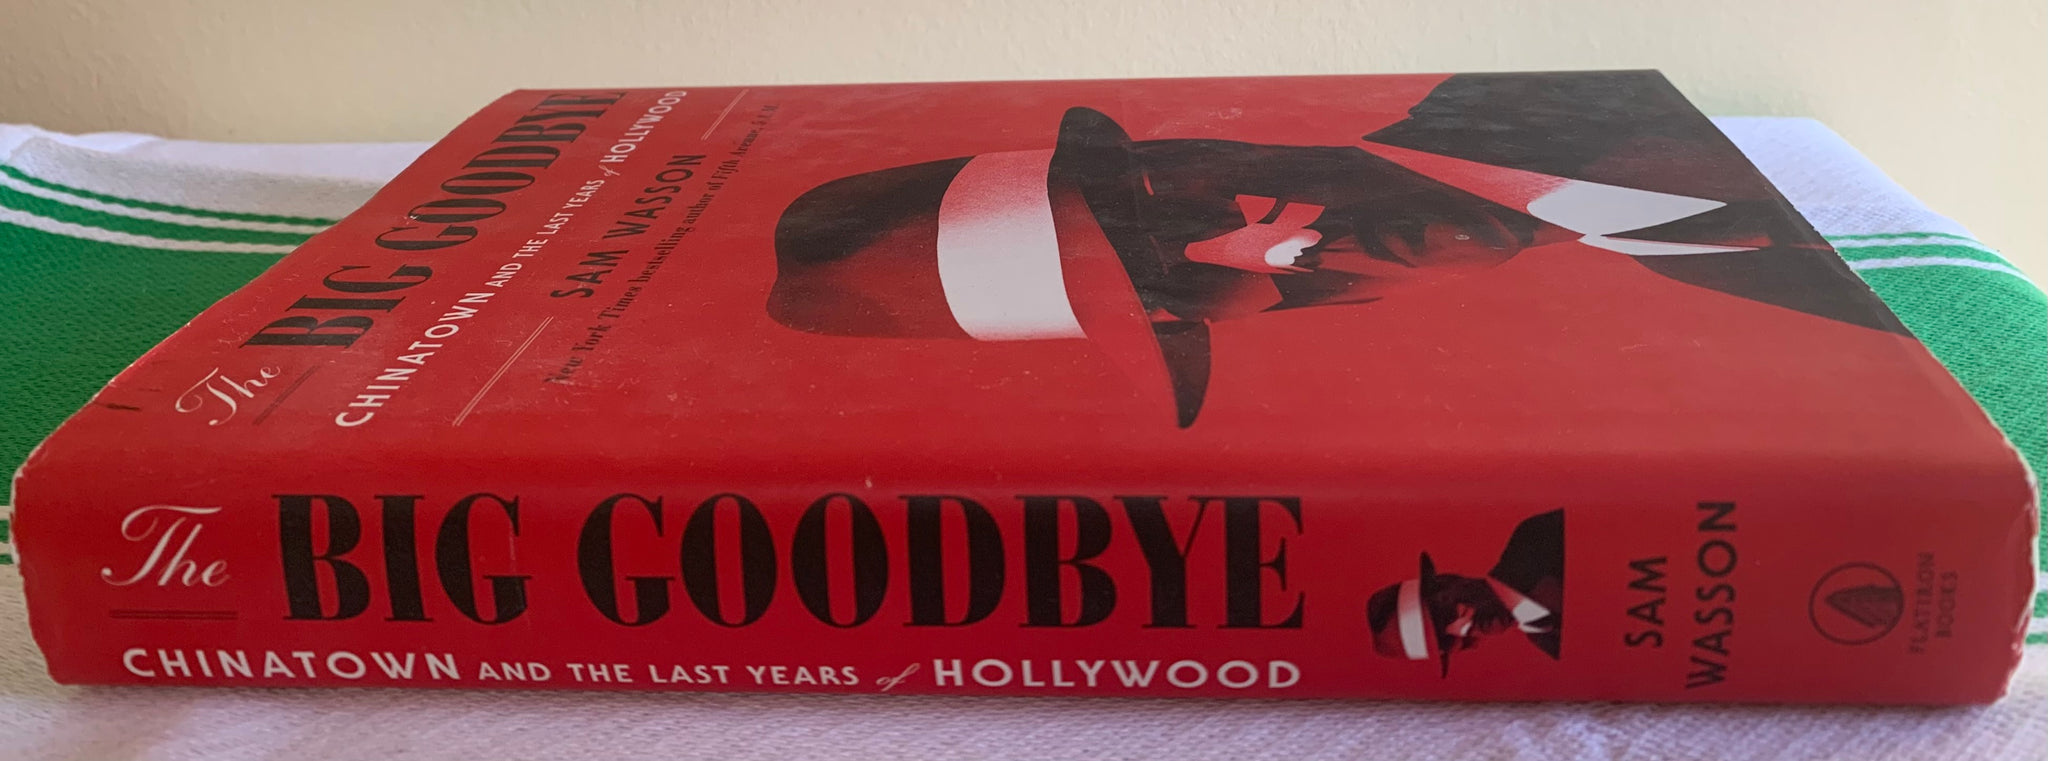 The BIG GOODBYE
CHINATOWN AND THE LAST YEARS of HOLLYWOOD
SAM WASSON
New York Times bestselling author of Fifth Avenue, 5 A.M.
The BIG GOODBYE
CHINATOWN AND THE LAST YEARS of HOLLYWOOD
SAM
WASSON
FLATIRON
BOOKS